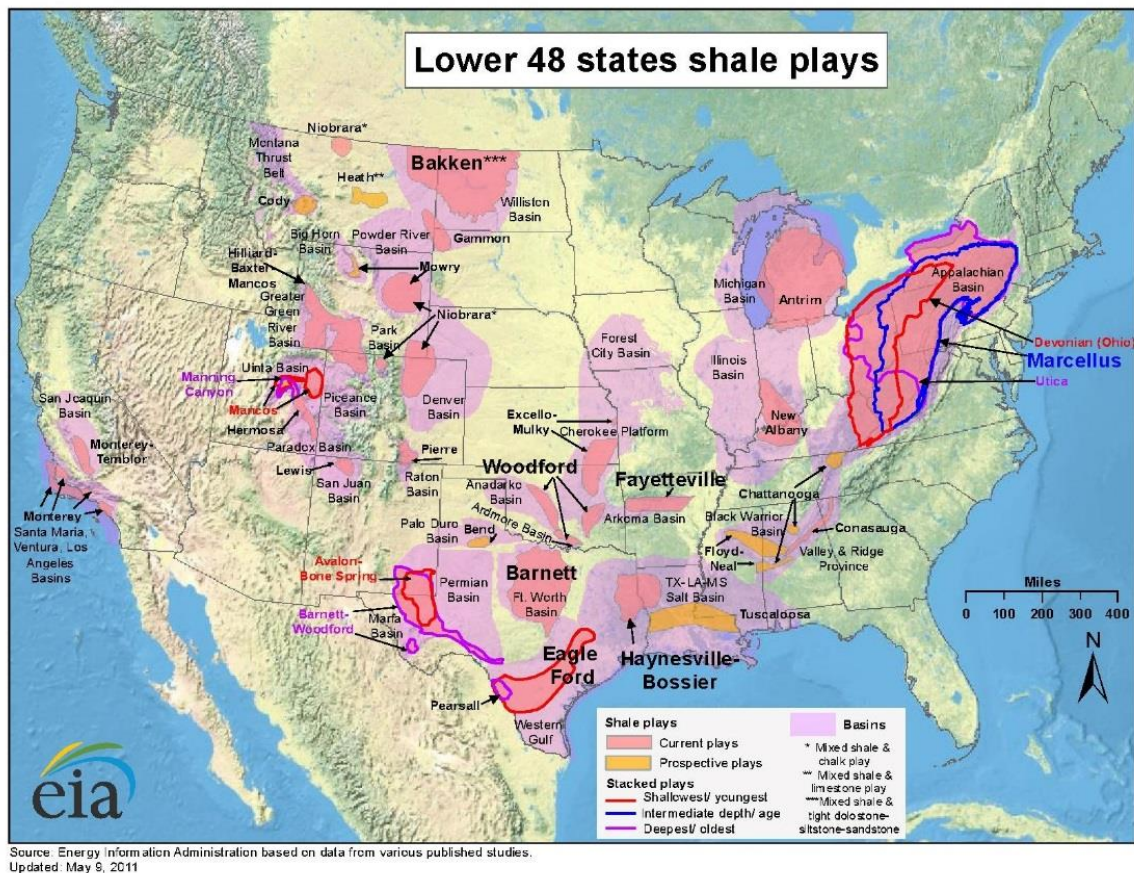 Lower 48 states shale plays
Niobrara*
Montana
Thrust
Belt
Bakken***
Heath**
Cody
Williston
Basin
Big Horn
Basin
Powder River
Basin
Gammon
Hilliard-
Baxter
Mancos
Mowry
Greater
Green
River
Basin
Niobrara*
Park
Basin
Michigan
Basin
Antrim
Appalachian
Basin
Devonian (Ohio)
Marcellus
Utica
Forest
City Basin
Illinois
Basin
Uinta Basin
Manning
Canyon
Mancos
Piceance
Basin
Denver
Basin
Hermosa
San Joaquin
Basin
Excello-
Mulky
Cherokee Platform
New
Albany
Monterey-
Temblor
Paradox Basin
Pierre
Lewis
San Juan
Basin
Raton
Basin
Woodford
Anadarko
Basin
Fayetteville
Arkoma Basin
Chattanooga
Monterey
Santa Maria,
Ventura, Los
Angeles
Basins
Palo Duro
Basin
Bend
Ardmore Basin
Black Warrior
Basin
Conasauga
Floyd-
Neal
Valley & Ridge
Province
Avalon-
Bone Spring
Permian
Basin
Barnett
Ft. Worth
Basin
TX-LA-MS
Salt Basin
Tuscaloosa
Barnett-
Woodford
Marfa
Basin
Eagle
Ford
Haynesville-
Bossier
Pearsall
Western
Gulf
Miles
0 100 200 300 400
N
Shale plays
Current plays
Prospective plays
Stacked plays
Shallowest/ youngest
Intermediate depth/ age
Deepest/ oldest
Basins
* Mixed shale &
chalk play
** Mixed shale &
limestone play
***Mixed shale &
tight dolostone-
siltstone-sandstone
eia
Source: Energy Information Administration based on data from various published studies.
Updated: May 9, 2011